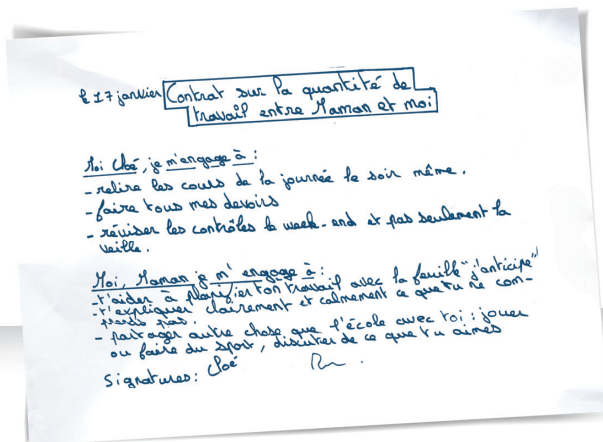 le 17 janvier Contrat sur la quantité de
travail entre Maman et moi
Moi Cloé, je m'engage à :
- relire les cours de la journée le soir même.
- faire tous mes devoirs
- réviser les contrôles le week-end et pas seulement la
veille.
Moi, Maman je m'engage à :
- t'aider à planifier ton travail avec la feuille "j'anticipe"
- t'expliquer clairement et calmement ce que tu ne com-
prends pas.
- partager autre chose que l'école avec toi : jouer
ou faire du sport, discuter de ce que tu aimes
Signatures : Cloé